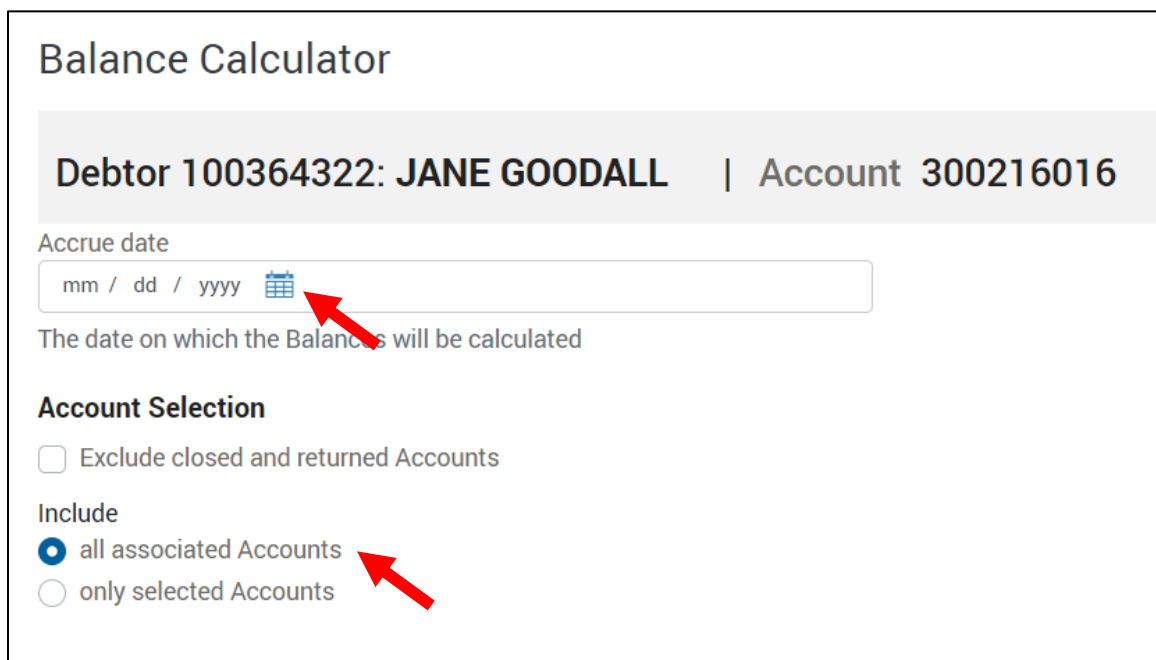 Balance Calculator
Debtor 100364322: JANE GOODALL | Account 300216016
Accrue date
mm / dd / yyyy
The date on which the Balances will be calculated
Account Selection
Exclude closed and returned Accounts
Include
all associated Accounts
only selected Accounts